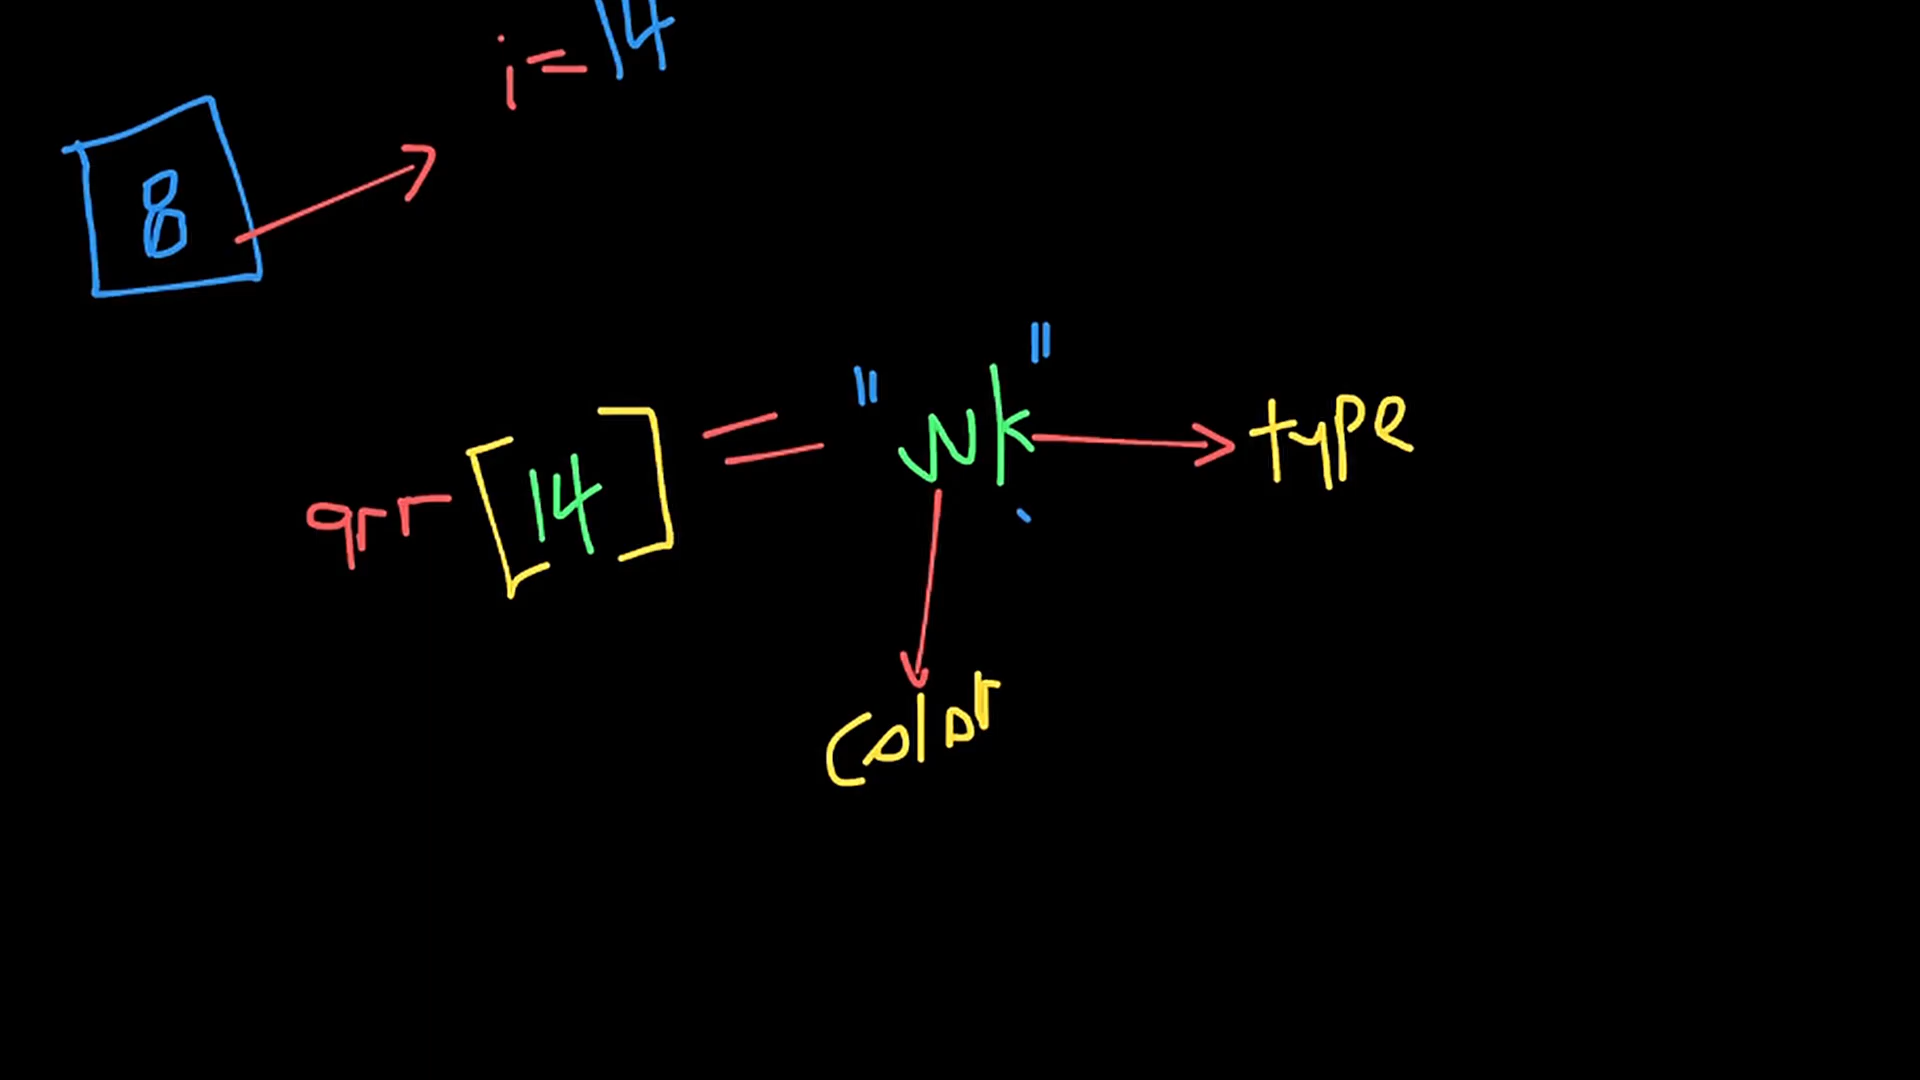 i = 14
8
arr [14] = "Wk" → type
color